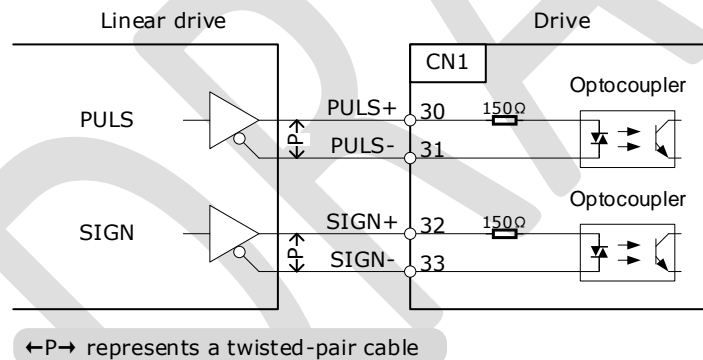 Linear drive
Drive
CN1
Optocoupler
PULS
PULS+
30
150Ω
P
PULS-
31
Optocoupler
SIGN
SIGN+
32
150Ω
P
SIGN-
33
←P→ represents a twisted-pair cable
DRA